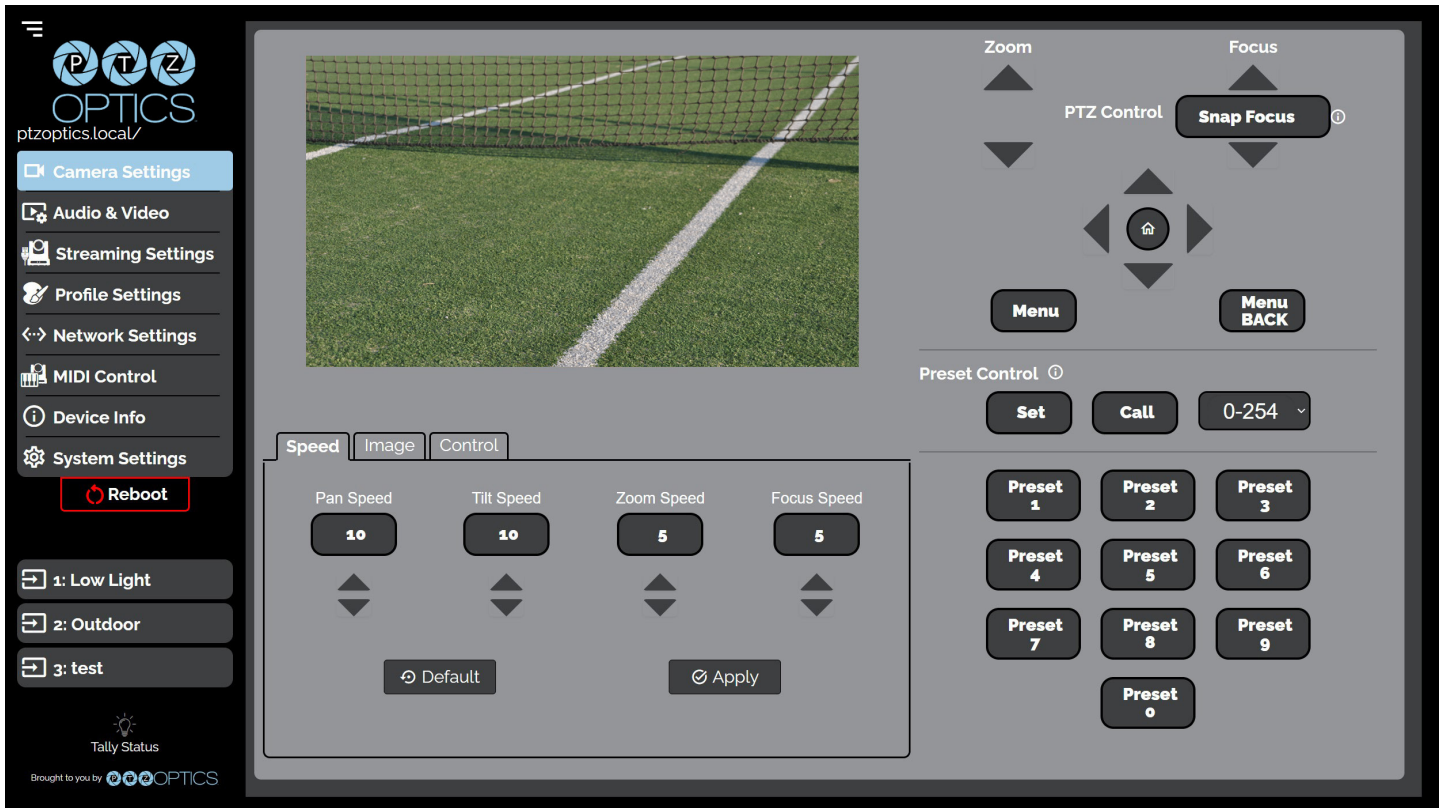 P T Z
OPTICS
ptzoptics.local/
Camera Settings
Audio & Video
Streaming Settings
Profile Settings
Network Settings
MIDI Control
Device Info
System Settings
Reboot
1: Low Light
2: Outdoor
3: test
Tally Status
Brought to you by PTZOPTICS
Speed Image Control
Pan Speed Tilt Speed Zoom Speed Focus Speed
10 10 5 5
Default Apply
Zoom Focus
PTZ Control Snap Focus
Menu
Menu
BACK
Preset Control
Set Call 0-254
Preset
1
Preset
2
Preset
3
Preset
4
Preset
5
Preset
6
Preset
7
Preset
8
Preset
9
Preset
0